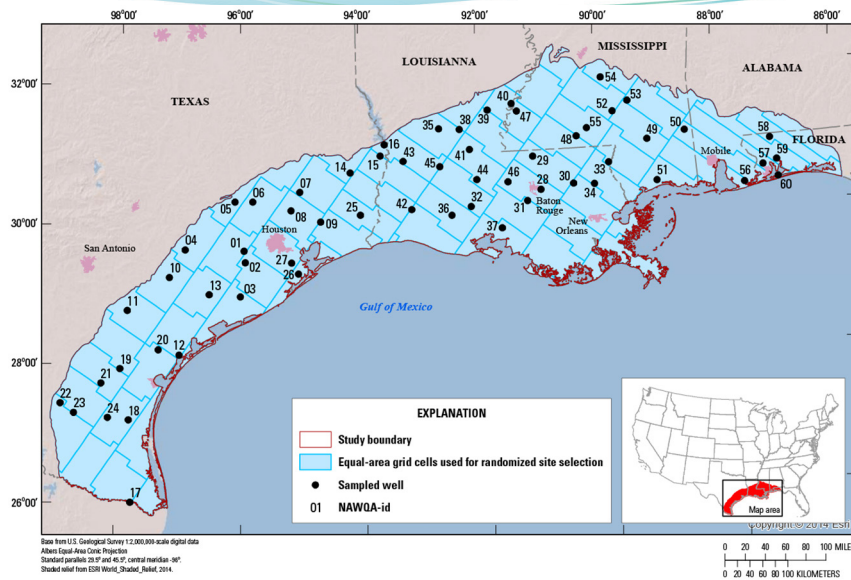 98°00'
96°00'
94°00'
92°00'
90°00'
88°00'
86°00'
32°00'
30°00'
28°00'
26°00'
TEXAS
LOUISIANNA
MISSISSIPPI
ALABAMA
FLORIDA
54
53
40
39
47
52
50
35
38
55
58
48
49
16
41
29
57
59
14
15
43
45
44
46
28
30
33
34
51
Mobile
56
60
07
06
05
08
09
25
42
36
32
31
Baton
Rouge
37
New
Orleans
Houston
04
01
02
27
26
San Antonio
10
13
03
11
Gulf of Mexico
20
12
19
21
22
23
24
18
17
EXPLANATION
Study boundary
Equal-area grid cells used for randomized site selection
Sampled well
01 NAWQA-id
Map area
Copyright:© 2014 Esri
Base from U.S. Geological Survey 1:2,000,000-scale digital data
Albers Equal-Area Conic Projection
Standard parallels 29.5° and 45.5°, central meridian -96°.
Shaded relief from ESRI World_Shaded_Relief, 2014.
0 20 40 60 80 100 MILES
0 20 40 60 80 100 KILOMETERS